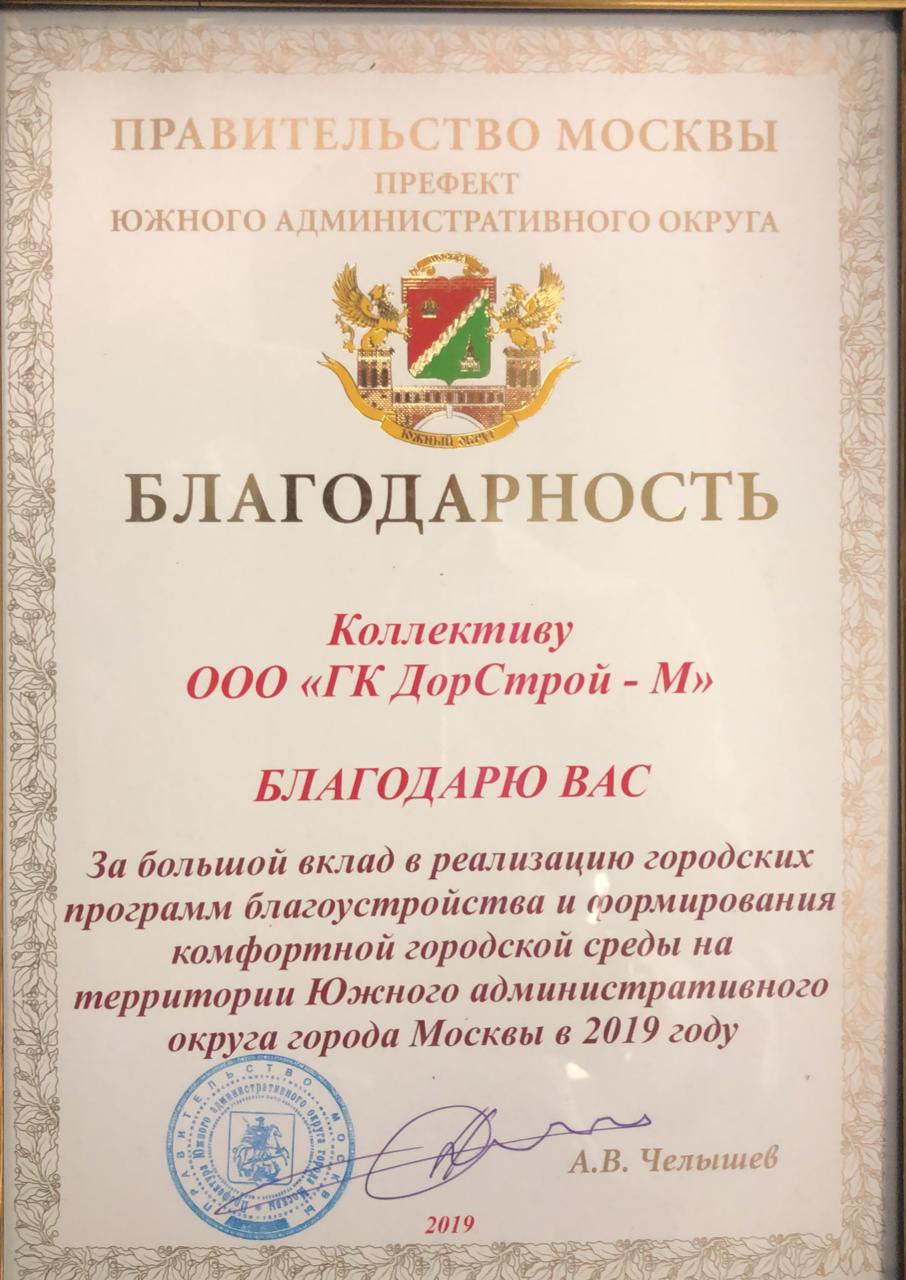 ПРАВИТЕЛЬСТВО МОСКВЫ
ПРЕФЕКТ
ЮЖНОГО АДМИНИСТРАТИВНОГО ОКРУГА
МОСКВА
ЮЖНЫЙ ОКРУГ
БЛАГОДАРНОСТЬ
Коллективу
ООО «ГК ДорСтрой - М»
БЛАГОДАРЮ ВАС
За большой вклад в реализацию городских
программ благоустройства и формирования
комфортной городской среды на
территории Южного административного
округа города Москвы в 2019 году
ПРАВИТЕЛЬСТВО МОСКВЫ
Префектура Южного административного округа города Москвы
А.В. Челышев
2019